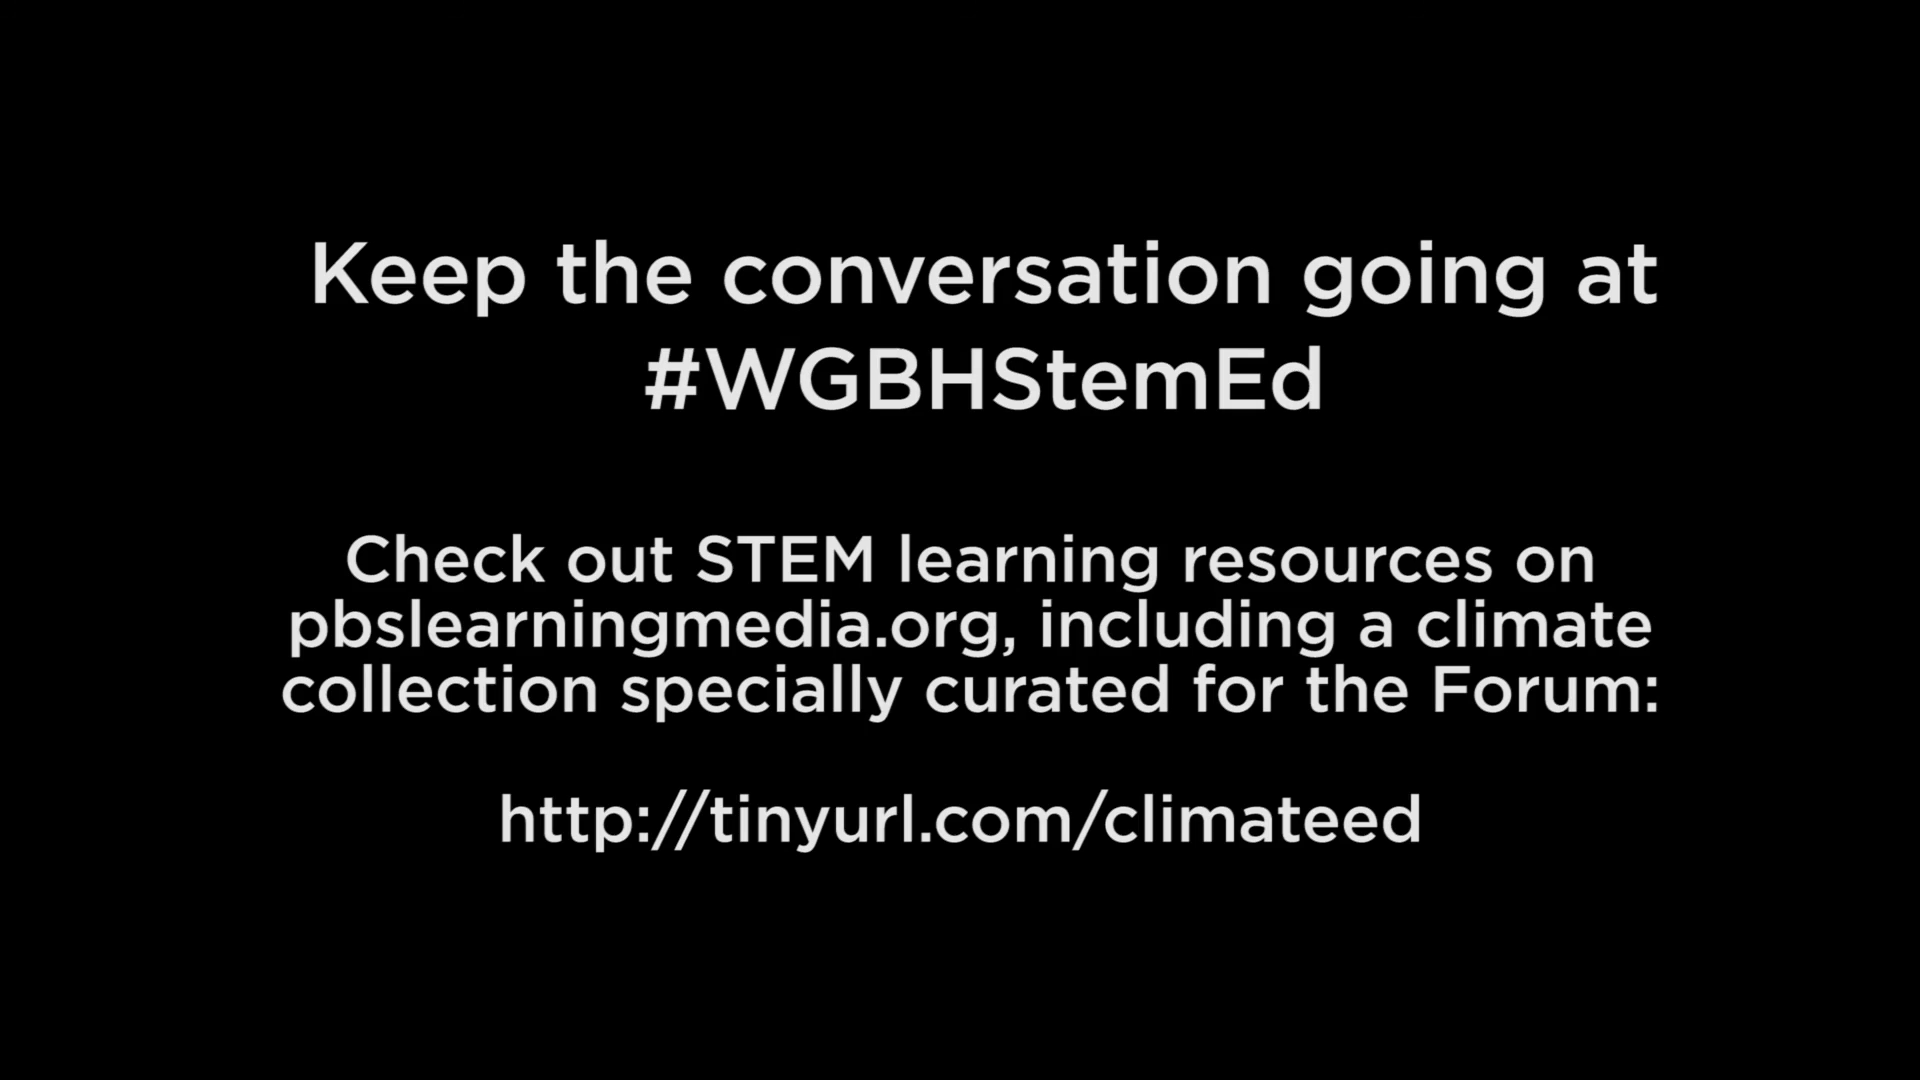 Keep the conversation going at
#WGBHStemEd
Check out STEM learning resources on
pbslearningmedia.org, including a climate
collection specially curated for the Forum:
http://tinyurl.com/climateed